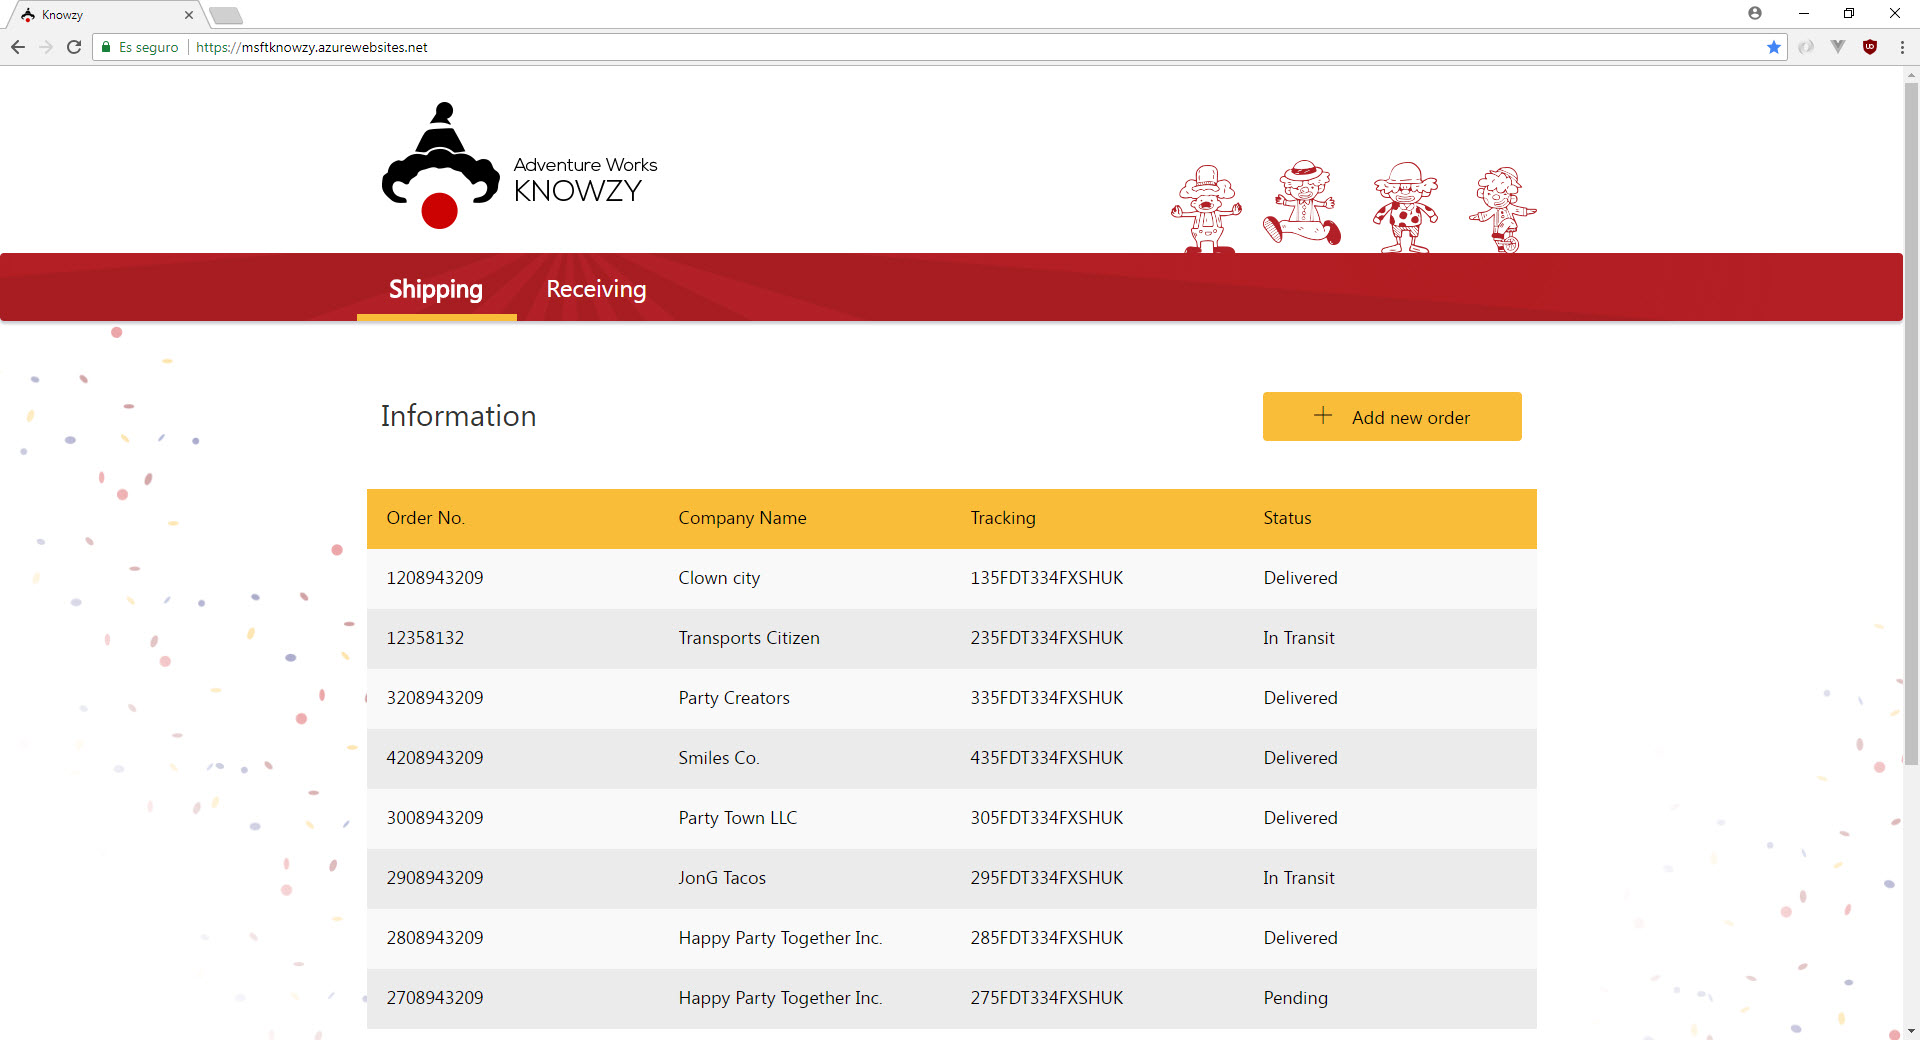 Knowzy
Es seguro https://msftknowzy.azurewebsites.net
Adventure Works
KNOWZY
Shipping Receiving
Information
Add new order
Order No. Company Name Tracking Status
1208943209 Clown city 135FDT334FXSHUK Delivered
12358132 Transports Citizen 235FDT334FXSHUK In Transit
3208943209 Party Creators 335FDT334FXSHUK Delivered
4208943209 Smiles Co. 435FDT334FXSHUK Delivered
3008943209 Party Town LLC 305FDT334FXSHUK Delivered
2908943209 JonG Tacos 295FDT334FXSHUK In Transit
2808943209 Happy Party Together Inc. 285FDT334FXSHUK Delivered
2708943209 Happy Party Together Inc. 275FDT334FXSHUK Pending